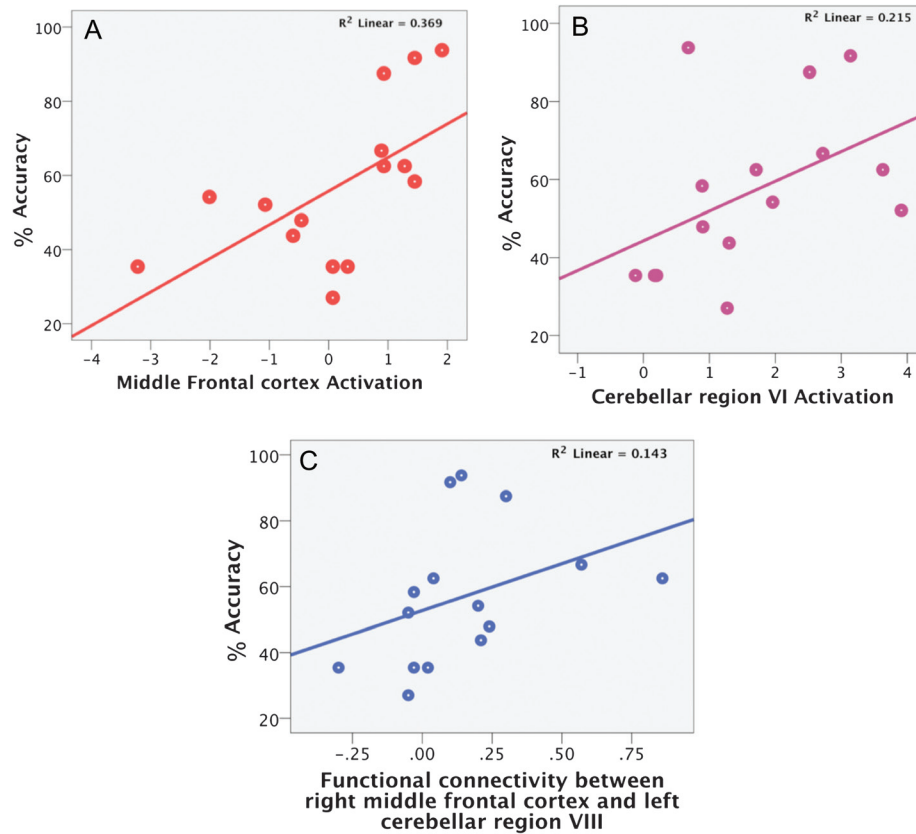 A
R² Linear = 0.369
% Accuracy
100
80
60
40
20
-4 -3 -2 -1 0 1 2
Middle Frontal cortex Activation
B
R² Linear = 0.215
% Accuracy
100
80
60
40
20
-1 0 1 2 3 4
Cerebellar region VI Activation
C
R² Linear = 0.143
% Accuracy
100
80
60
40
20
-.25 .00 .25 .50 .75
Functional connectivity between
right middle frontal cortex and left
cerebellar region VIII